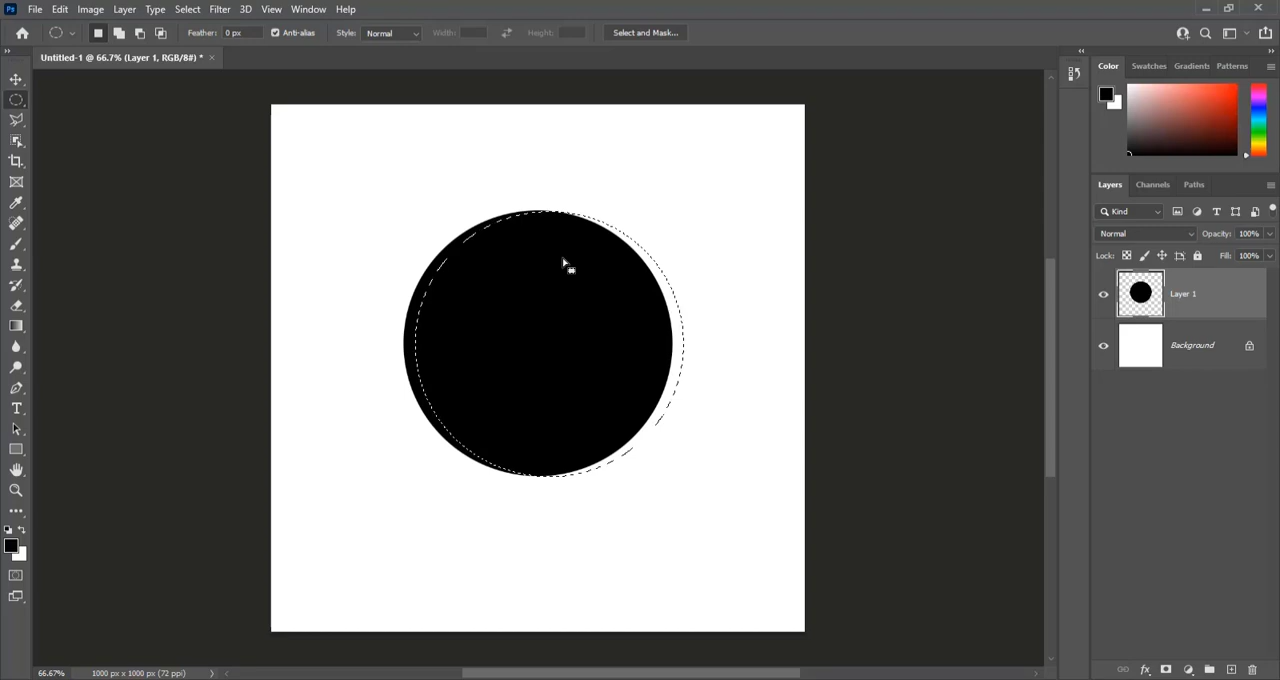 Ps File Edit Image Layer Type Select Filter 3D View Window Help
Feather: 0 px Anti-alias Style: Normal Width: Height: Select and Mask...
Untitled-1 @ 66.7% (Layer 1, RGB/8#) * ×
Color Swatches Gradients Patterns
Layers Channels Paths
Kind
Normal Opacity: 100%
Lock: Fill: 100%
Layer 1
Background
66.67% 1000 px x 1000 px (72 ppi)
fx